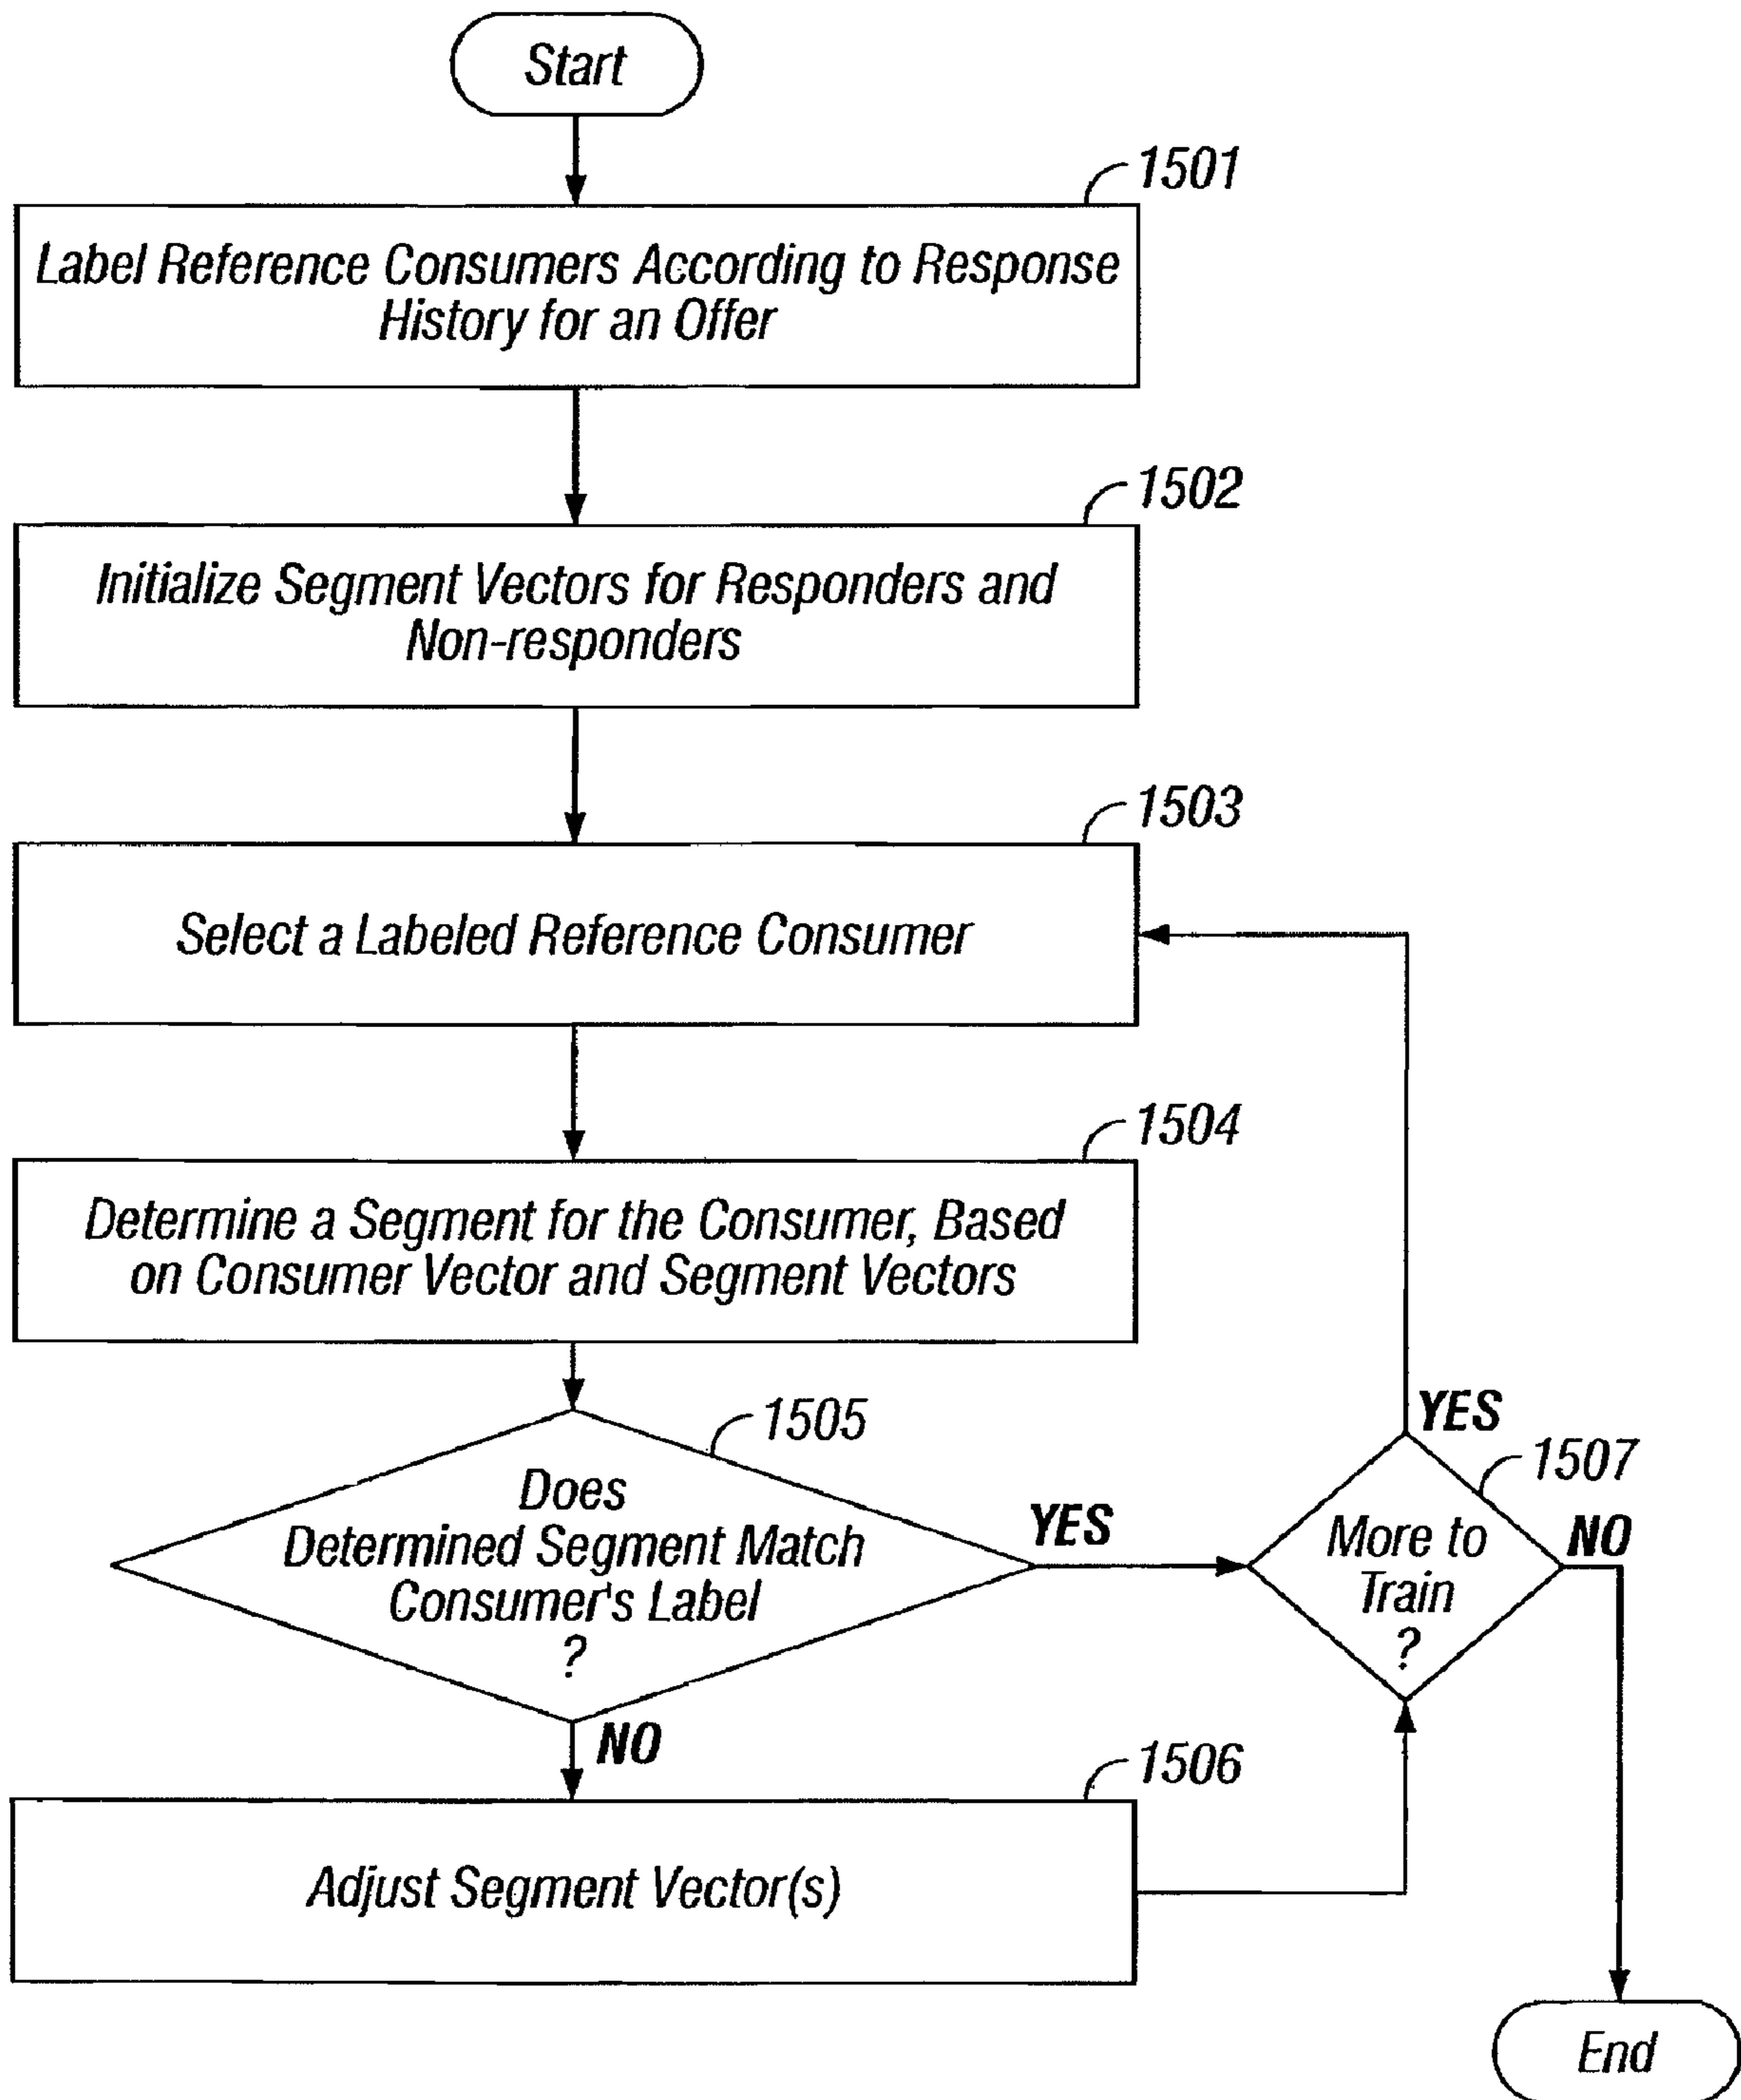 Start
1501
Label Reference Consumers According to Response
History for an Offer
1502
Initialize Segment Vectors for Responders and
Non-responders
1503
Select a Labeled Reference Consumer
1504
Determine a Segment for the Consumer, Based
on Consumer Vector and Segment Vectors
1505
Does
Determined Segment Match
Consumer's Label
?
YES
NO
1506
Adjust Segment Vector(s)
YES
1507
More to
Train
?
NO
End